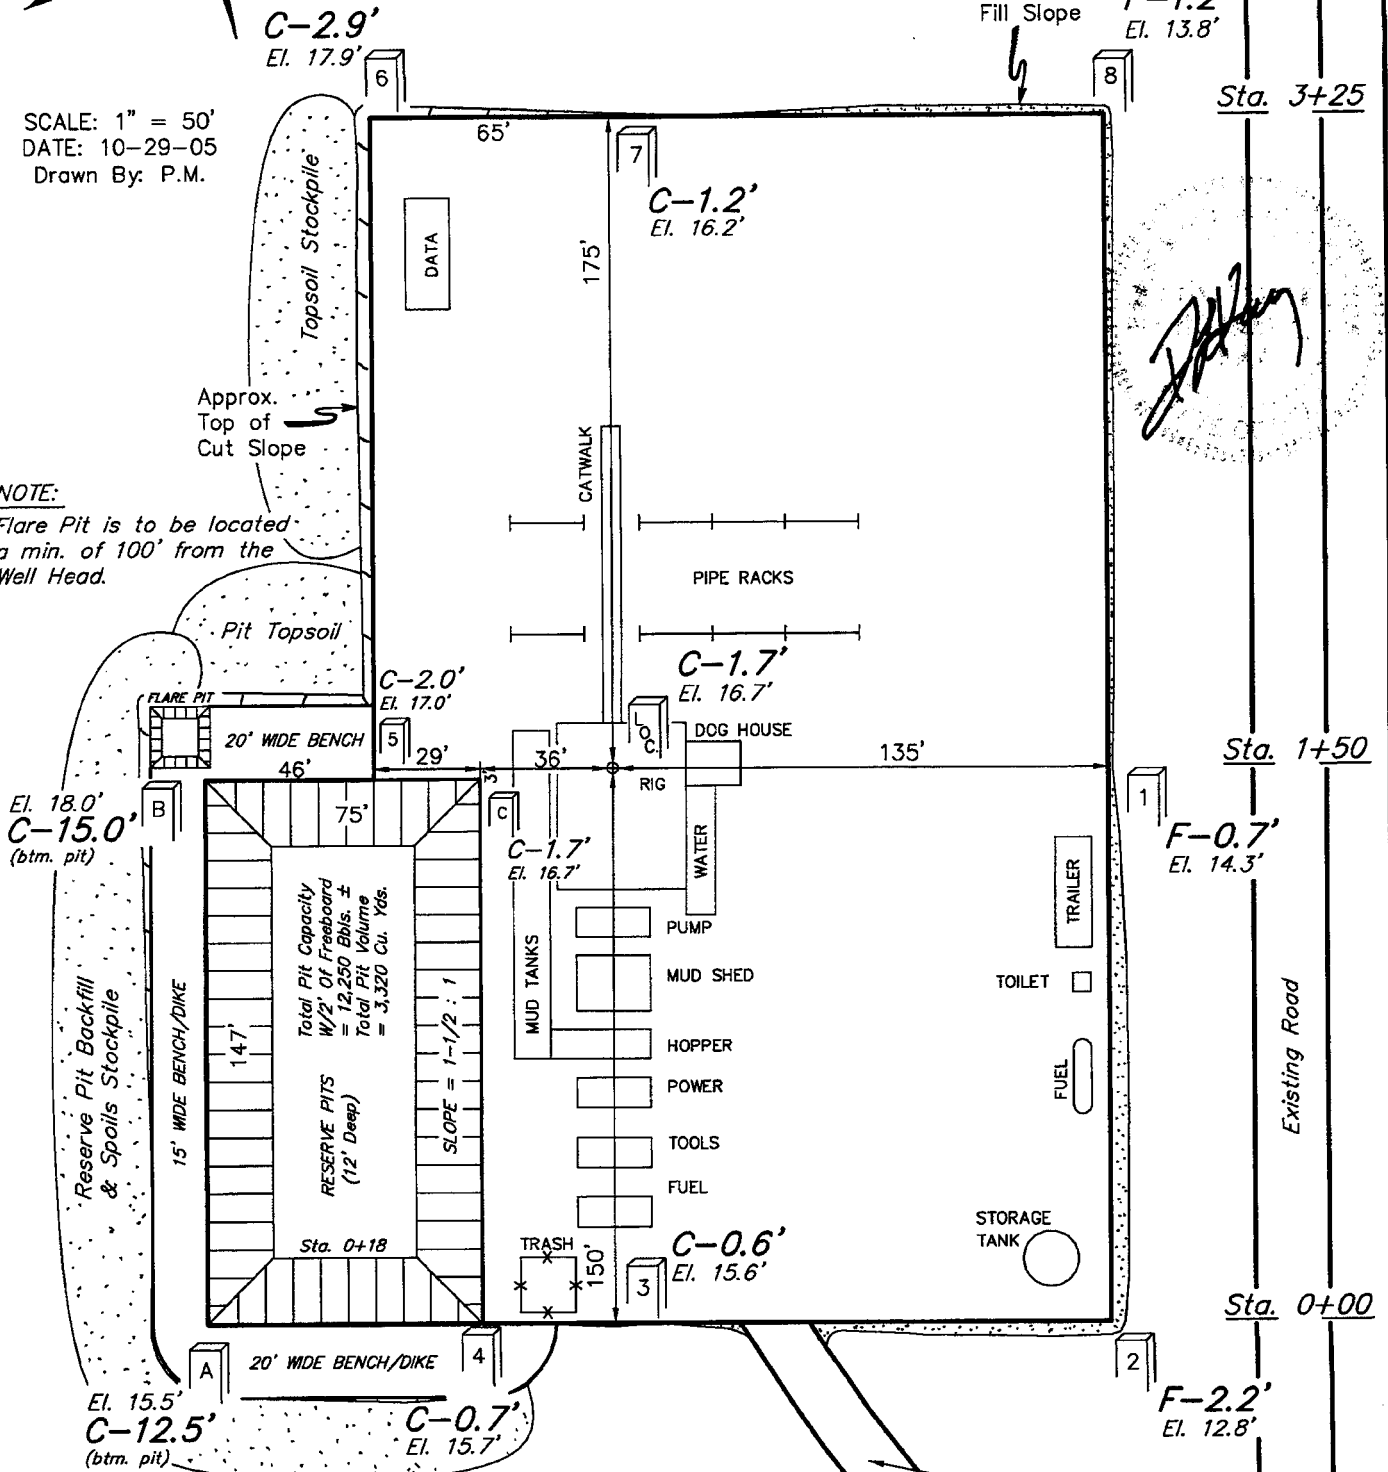 C-2.9'
El. 17.9'
6
Fill Slope
El. 13.8'
8
Sta. 3+25
SCALE: 1" = 50'
DATE: 10-29-05
Drawn By: P.M.
65'
7
C-1.2'
El. 16.2'
175'
DATA
Topsoil Stockpile
Approx.
Top of
Cut Slope
CATWALK
NOTE:
Flare Pit is to be located
a min. of 100' from the
Well Head.
PIPE RACKS
Pit Topsoil
C-1.7'
El. 16.7'
C-2.0'
El. 17.0'
FLARE PIT
20' WIDE BENCH
5
LOC.
DOG HOUSE
29'
36'
135'
Sta. 1+50
46'
3'
RIG
El. 18.0'
C-15.0'
(btm. pit)
B
75'
C
1
F-0.7'
El. 14.3'
C-1.7'
El. 16.7'
WATER
TRAILER
Total Pit Capacity
W/2' Of Freeboard
= 12,250 Bbls. ±
Total Pit Volume
= 3,320 Cu. Yds.
PUMP
MUD SHED
MUD TANKS
TOILET
HOPPER
POWER
FUEL
TOOLS
FUEL
Reserve Pit Backfill
& Spoils Stockpile
15' WIDE BENCH/DIKE
147'
RESERVE PITS
(12' Deep)
SLOPE = 1-1/2 : 1
Existing Road
STORAGE
TANK
Sta. 0+18
TRASH
150'
C-0.6'
El. 15.6'
3
Sta. 0+00
A
20' WIDE BENCH/DIKE
4
2
El. 15.5'
C-12.5'
(btm. pit)
C-0.7'
El. 15.7'
F-2.2'
El. 12.8'